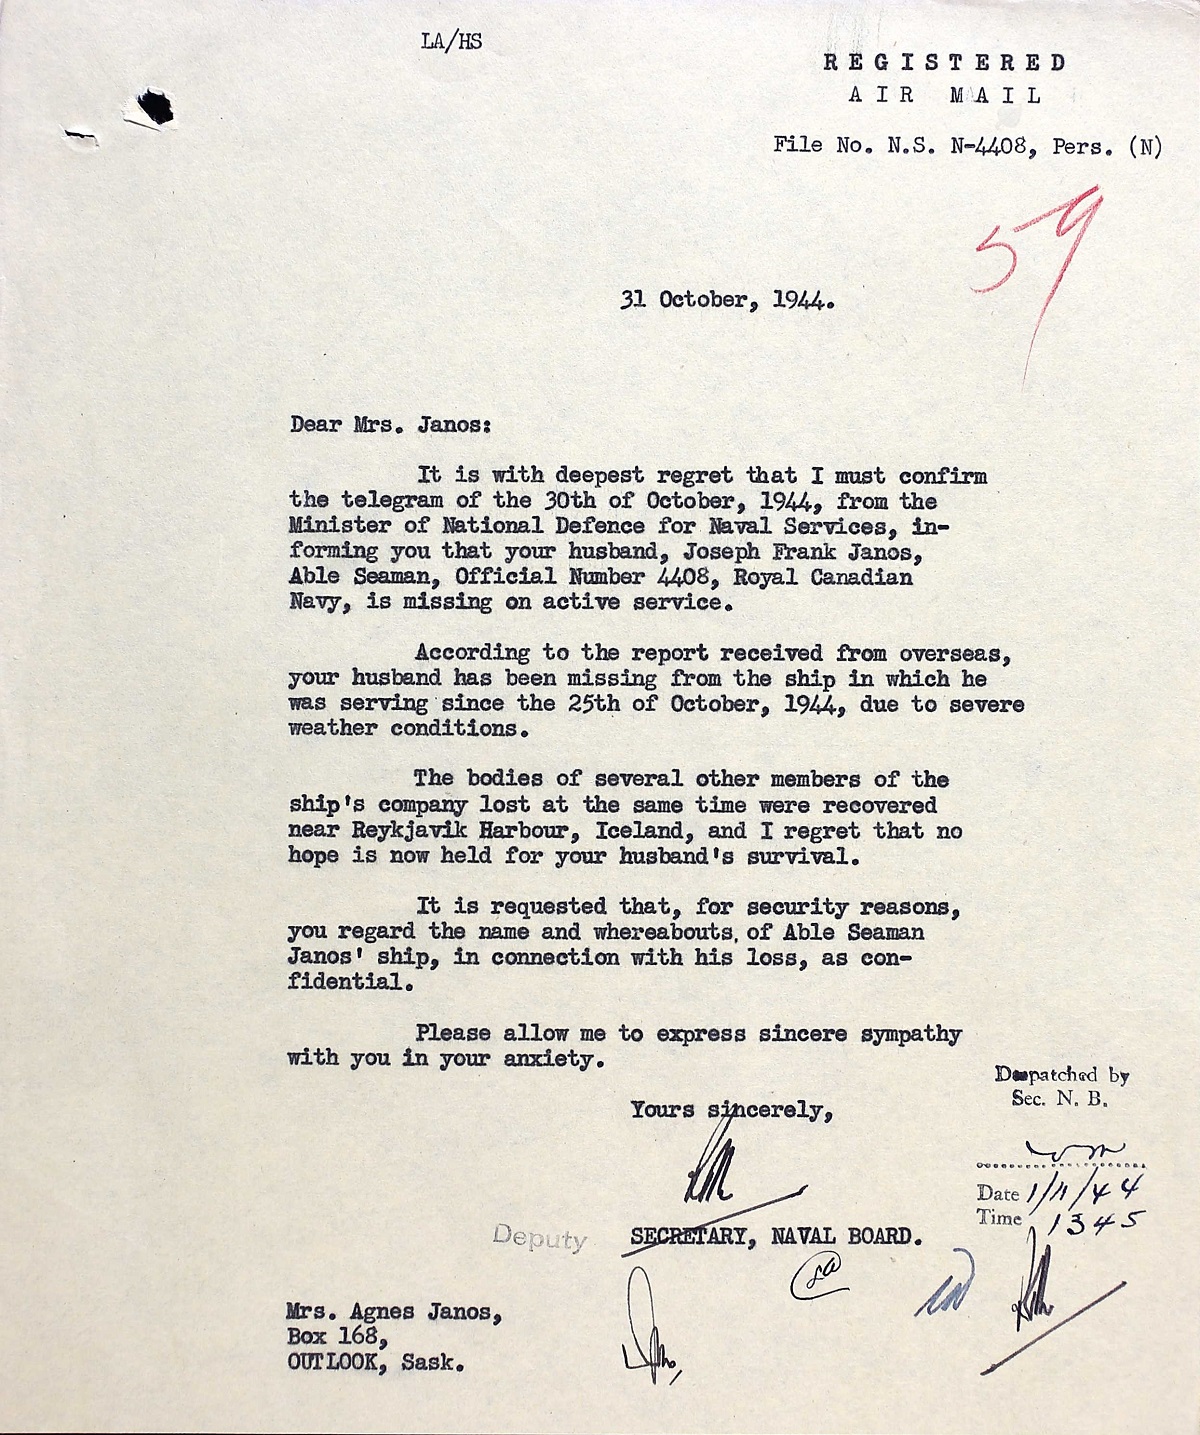 LA/HS
REGISTERED
AIR MAIL
File No. N.S. N-4408, Pers. (N)
59
31 October, 1944.
Dear Mrs. Janos:
It is with deepest regret that I must confirm
the telegram of the 30th of October, 1944, from the
Minister of National Defence for Naval Services, in-
forming you that your husband, Joseph Frank Janos,
Able Seaman, Official Number 4408, Royal Canadian
Navy, is missing on active service.
According to the report received from overseas,
your husband has been missing from the ship in which he
was serving since the 25th of October, 1944, due to severe
weather conditions.
The bodies of several other members of the
ship's company lost at the same time were recovered
near Reykjavik Harbour, Iceland, and I regret that no
hope is now held for your husband's survival.
It is requested that, for security reasons,
you regard the name and whereabouts of Able Seaman
Janos' ship, in connection with his loss, as con-
fidential.
Please allow me to express sincere sympathy
with you in your anxiety.
Yours sincerely,
Despatched by
Sec. N. B.
Date 1/11/44
Time 1345
Deputy SECRETARY, NAVAL BOARD.
Mrs. Agnes Janos,
Box 168,
OUTLOOK, Sask.